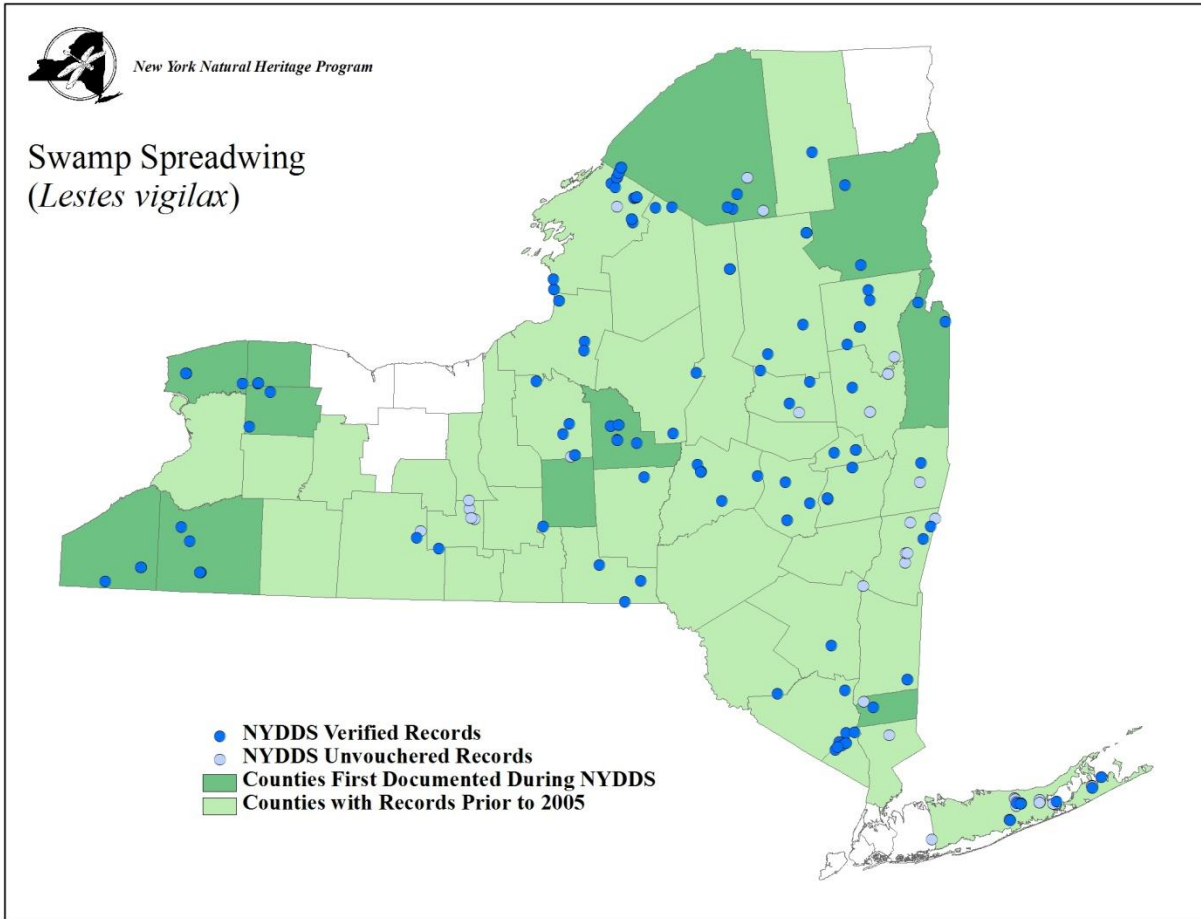 New York Natural Heritage Program
Swamp Spreadwing
(Lestes vigilax)
NYDDS Verified Records
NYDDS Unvouchered Records
Counties First Documented During NYDDS
Counties with Records Prior to 2005